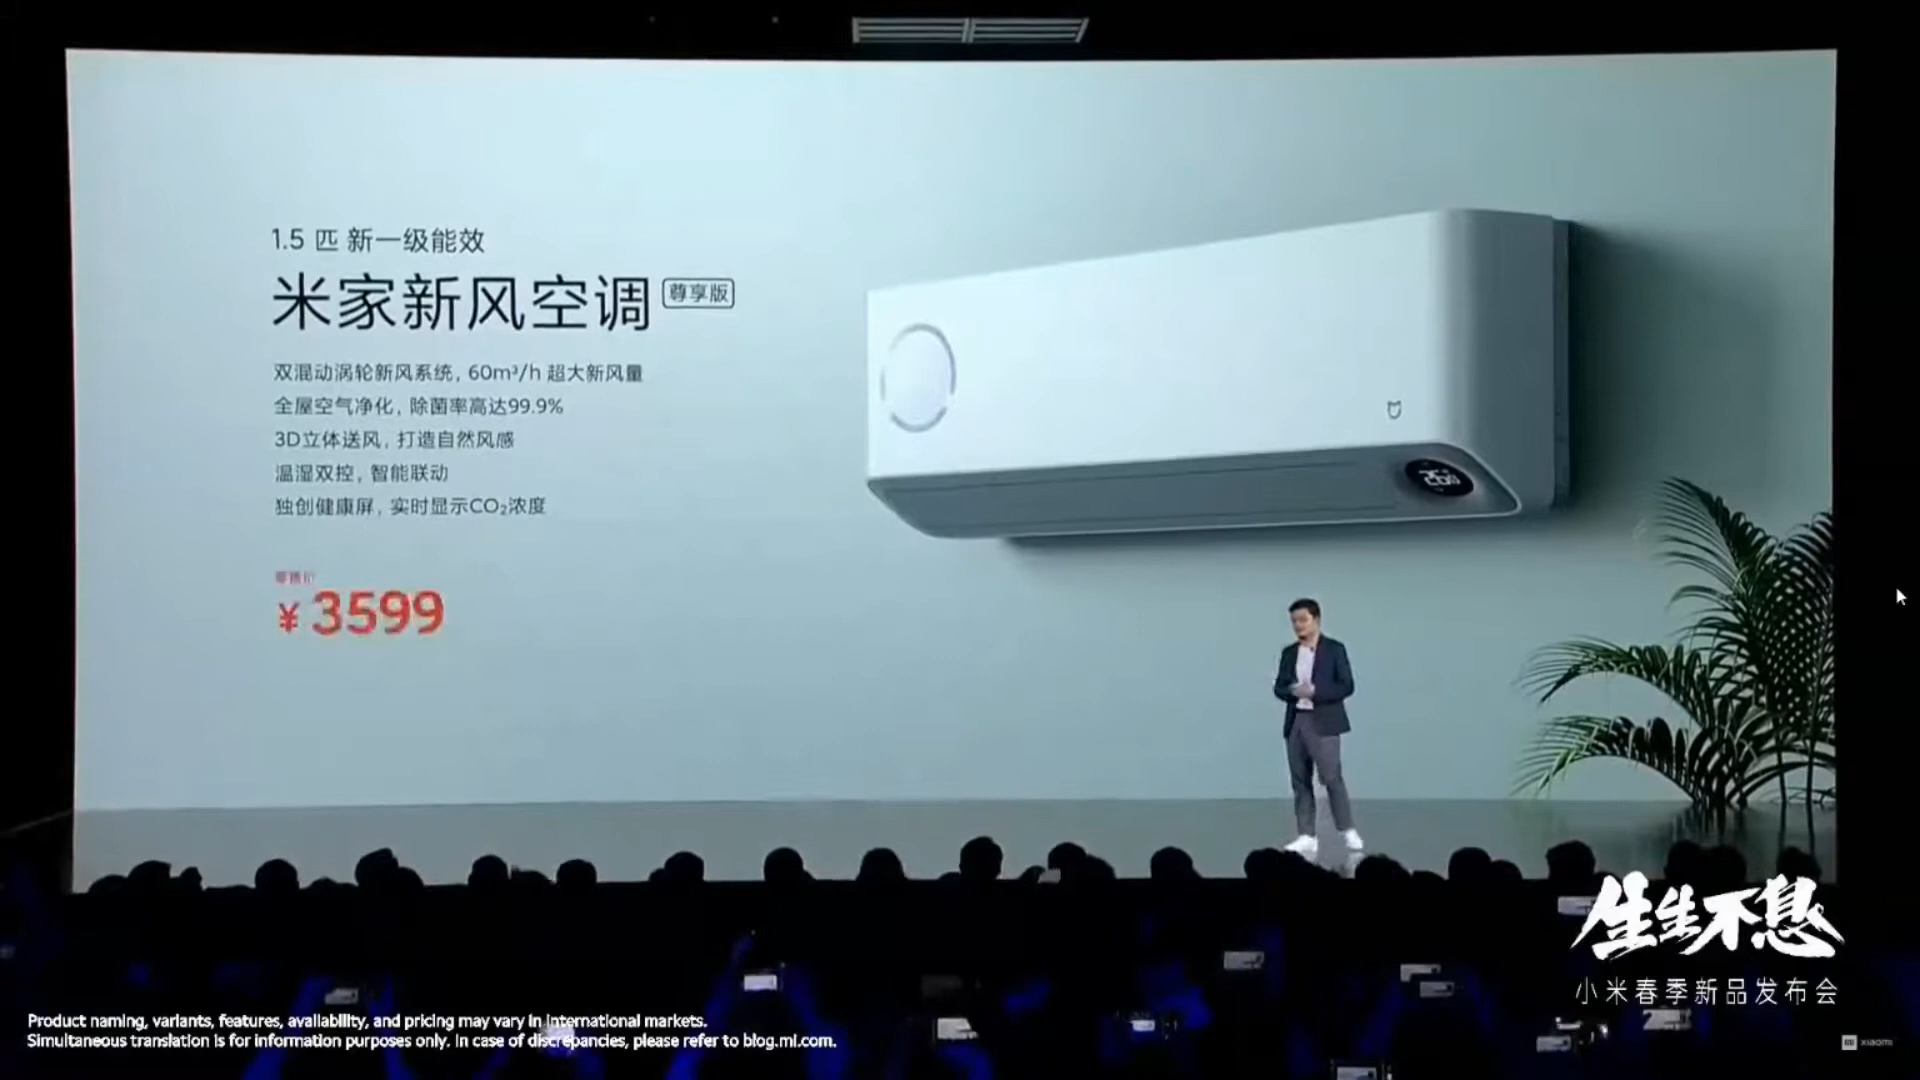 1.5 匹 新一级能效
米家新风空调 尊享版
双混动涡轮新风系统, 60m³/h 超大新风量
全屋空气净化, 除菌率高达99.9%
3D立体送风, 打造自然风感
温湿双控, 智能联动
独创健康屏, 实时显示CO₂浓度
零售价
¥ 3599
26
生生不息
小米春季新品发布会
Product naming, variants, features, availability, and pricing may vary in international markets.
Simultaneous translation is for information purposes only. In case of discrepancies, please refer to blog.mi.com.
mi xiaomi